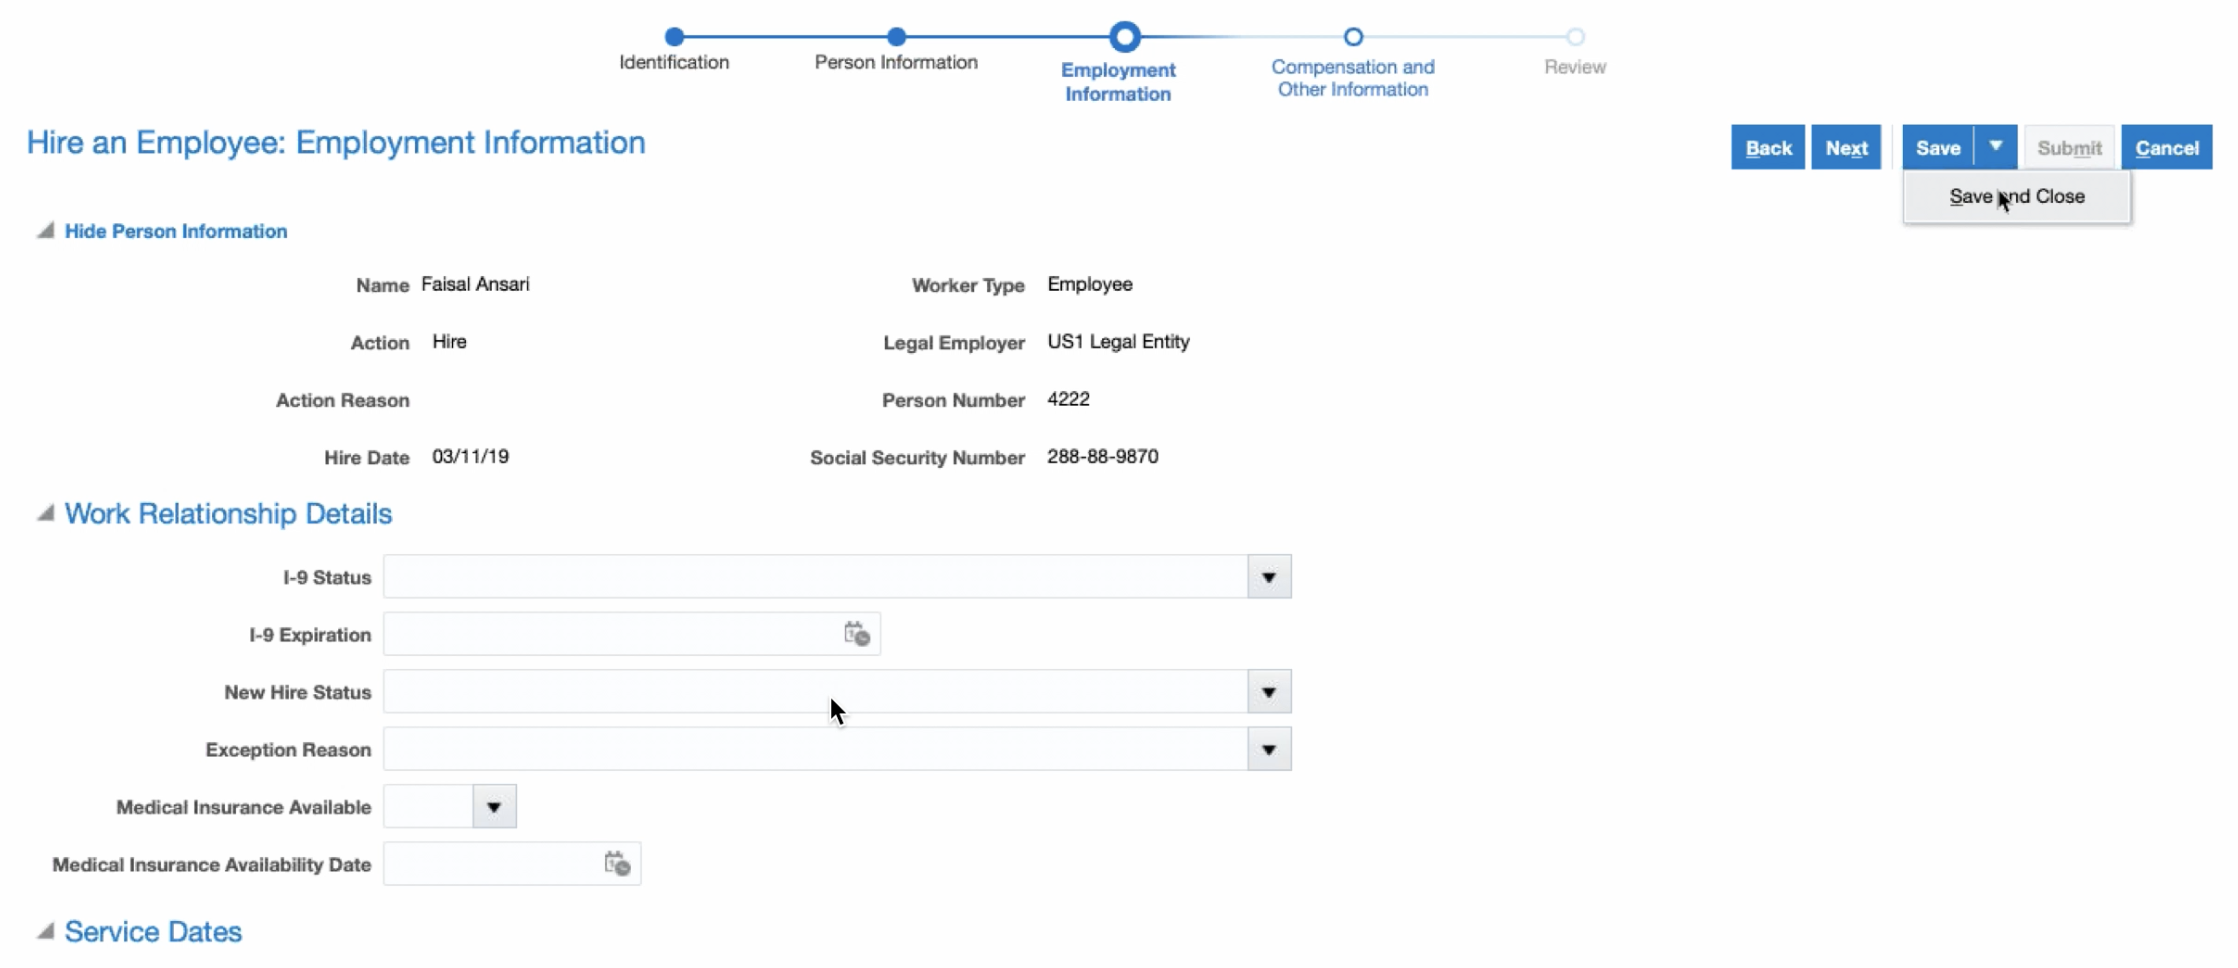 Identification
Person Information
Employment
Information
Compensation and
Other Information
Review
Hire an Employee: Employment Information
Back Next Save Submit Cancel
Save and Close
Hide Person Information
Name Faisal Ansari Worker Type Employee
Action Hire Legal Employer US1 Legal Entity
Action Reason Person Number 4222
Hire Date 03/11/19 Social Security Number 288-88-9870
Work Relationship Details
I-9 Status
I-9 Expiration
New Hire Status
Exception Reason
Medical Insurance Available
Medical Insurance Availability Date
Service Dates